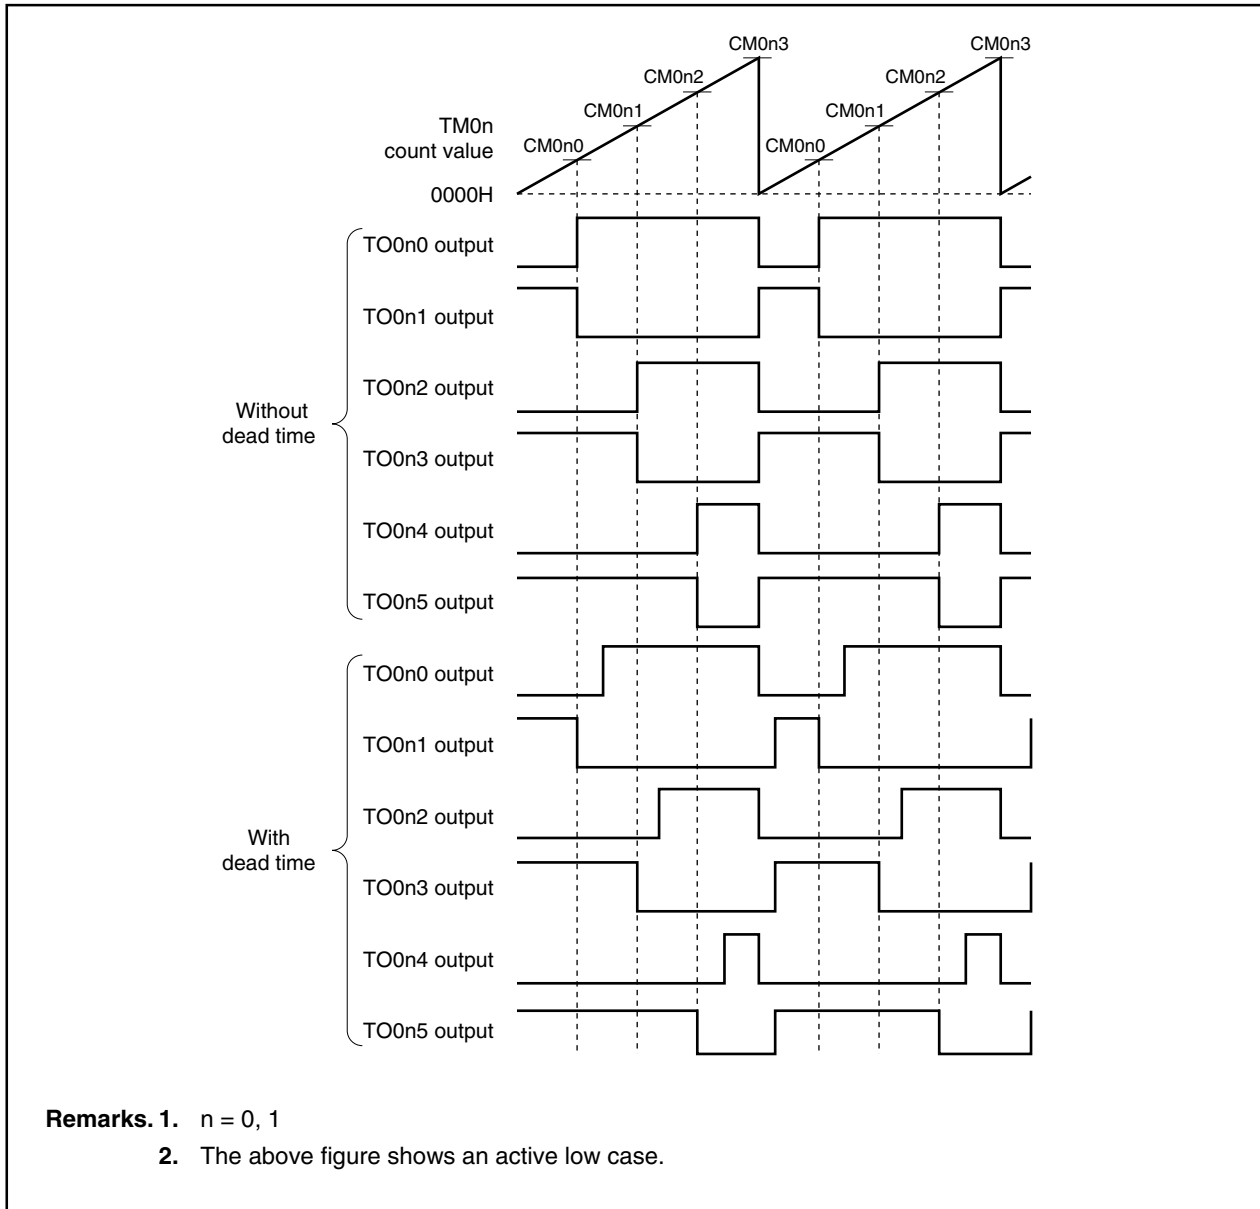 CM0n3 CM0n3
CM0n2 CM0n2
CM0n1 CM0n1
TM0n
count value
CM0n0 CM0n0
0000H
TO0n0 output
TO0n1 output
TO0n2 output
Without
dead time
TO0n3 output
TO0n4 output
TO0n5 output
TO0n0 output
TO0n1 output
TO0n2 output
With
dead time
TO0n3 output
TO0n4 output
TO0n5 output
Remarks. 1. n = 0, 1
2. The above figure shows an active low case.